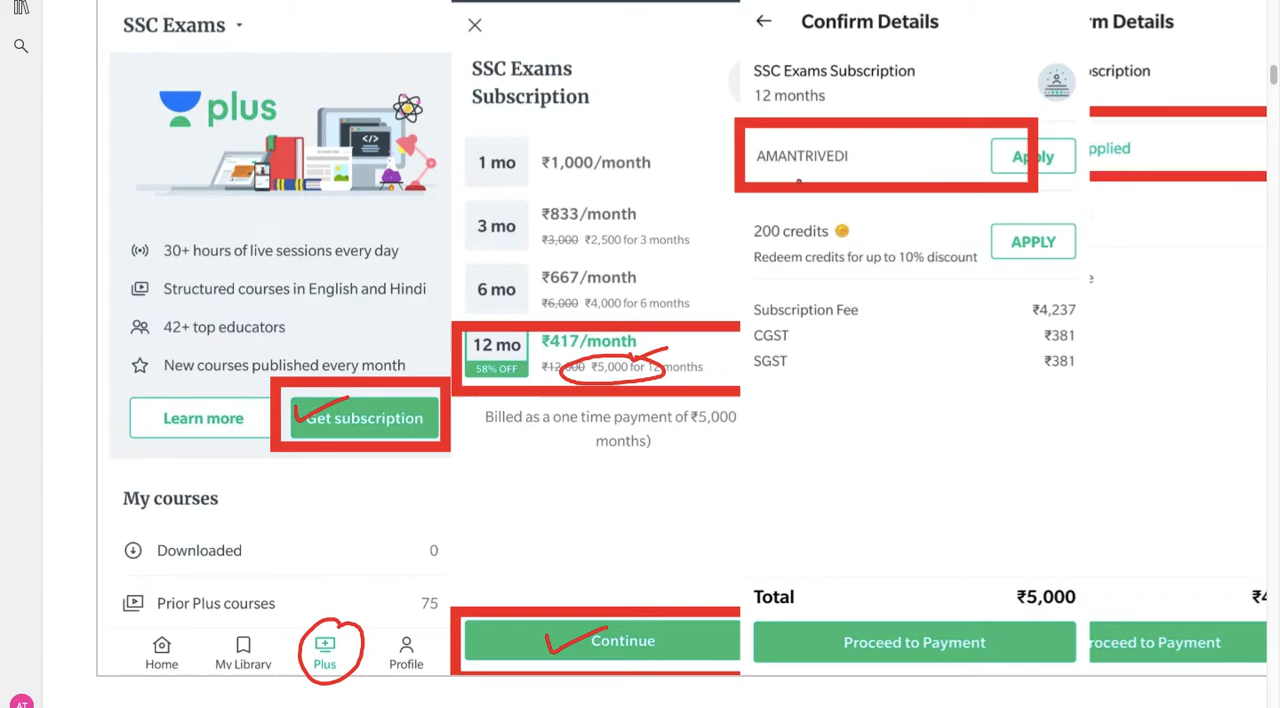 SSC Exams
plus
30+ hours of live sessions every day
Structured courses in English and Hindi
42+ top educators
New courses published every month
Learn more
Get subscription
My courses
Downloaded 0
Prior Plus courses 75
Home My Library Plus Profile
SSC Exams
Subscription
1 mo ₹1,000/month
3 mo ₹833/month
₹3,000 ₹2,500 for 3 months
6 mo ₹667/month
₹6,000 ₹4,000 for 6 months
12 mo ₹417/month
58% OFF ₹12,000 ₹5,000 for 12 months
Billed as a one time payment of ₹5,000
months)
Continue
Confirm Details
SSC Exams Subscription
12 months
AMANTRIVEDI Apply
200 credits APPLY
Redeem credits for up to 10% discount
Subscription Fee ₹4,237
CGST ₹381
SGST ₹381
Total ₹5,000
Proceed to Payment
rm Details
scription
pplied
e
₹4
roceed to Payment
AT